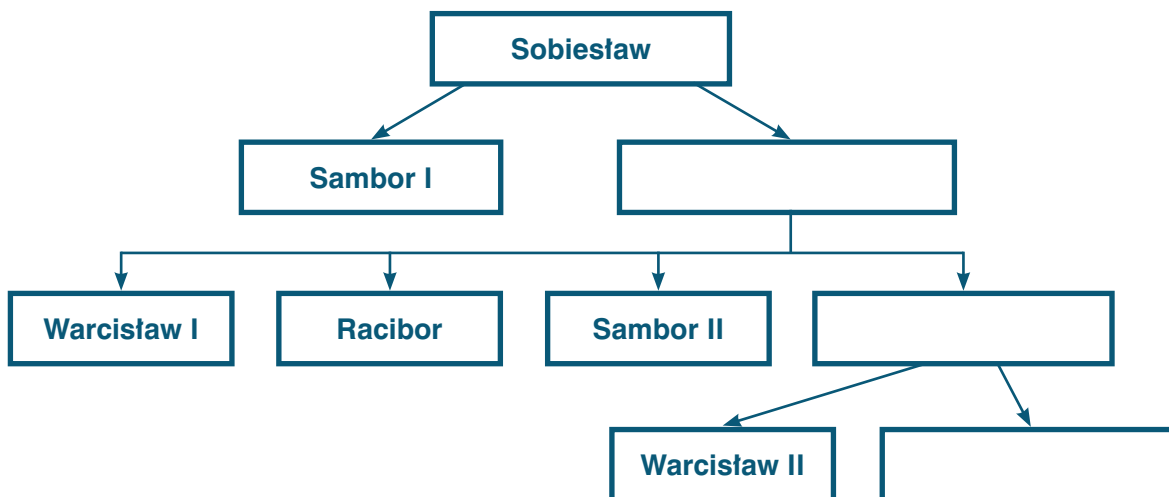 Sobiesław
Sambor I
Warcisław I
Racibor
Sambor II
Warcisław II